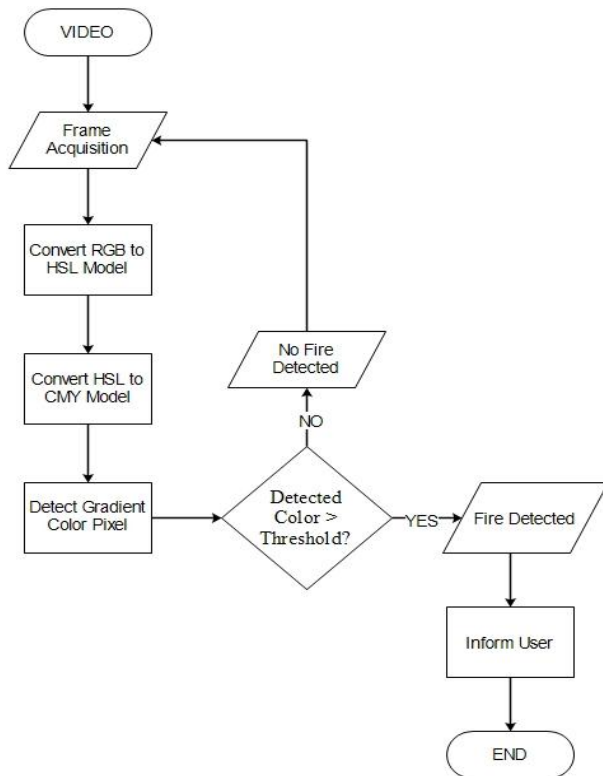 VIDEO
Frame
Acquisition
Convert RGB to
HSL Model
Convert HSL to
CMY Model
Detect Gradient
Color Pixel
Detected
Color >
Threshold?
NO
No Fire
Detected
YES
Fire Detected
Inform User
END